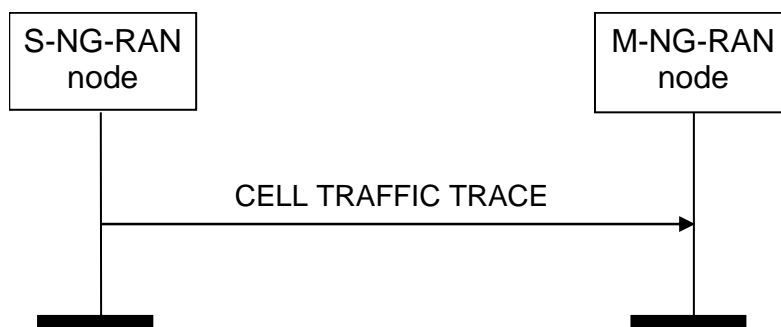 S-NG-RAN
node
M-NG-RAN
node
CELL TRAFFIC TRACE